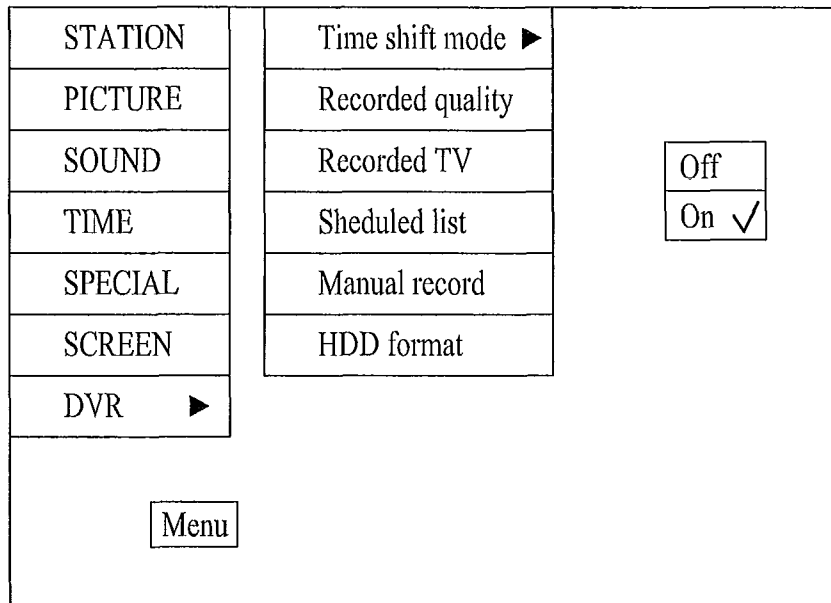 STATION
PICTURE
SOUND
TIME
SPECIAL
SCREEN
DVR ▶
Time shift mode ▶
Recorded quality
Recorded TV
Sheduled list
Manual record
HDD format
Off
On ✓
Menu